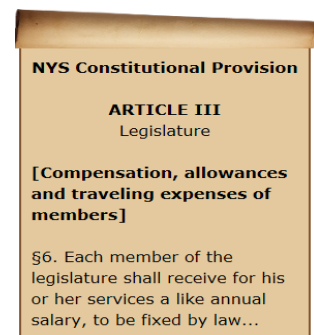 NYS Constitutional Provision
ARTICLE III
Legislature
[Compensation, allowances
and traveling expenses of
members]
§6. Each member of the
legislature shall receive for his
or her services a like annual
salary, to be fixed by law...